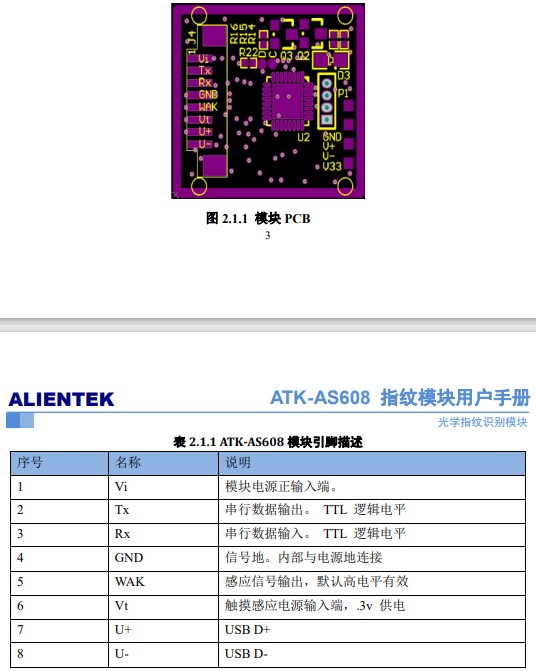 J4
R16
R15
R14
Q3 Q2
R22
D
C
Vi
Tx
Rx
GND
WAK
Vt
U+
U-
D3
P1
U2
GND
V+
V-
V33
图 2.1.1 模块 PCB
3
ALIENTEK
ATK-AS608 指纹模块用户手册
光学指纹识别模块
表 2.1.1 ATK-AS608 模块引脚描述
序号 名称 说明
1 Vi 模块电源正输入端。
2 Tx 串行数据输出。 TTL 逻辑电平
3 Rx 串行数据输入。 TTL 逻辑电平
4 GND 信号地。内部与电源地连接
5 WAK 感应信号输出，默认高电平有效
6 Vt 触摸感应电源输入端，.3v 供电
7 U+ USB D+
8 U- USB D-